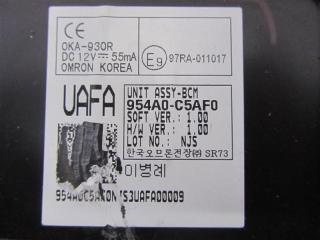 CE
OKA-930R
DC 12V⎓ 55mA
OMRON KOREA
E9 97RA-011017
UAFA
UNIT ASSY-BCM
954A0-C5AF0
SOFT VER.: 1.00
H/W VER. : 1.00
LOT NO.: NJS
한국오므론전장㈜ SR73
이병례